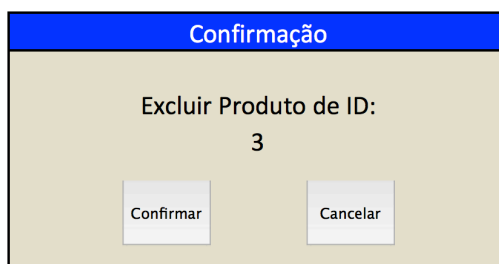 Confirmação
Excluir Produto de ID:
3
Confirmar
Cancelar